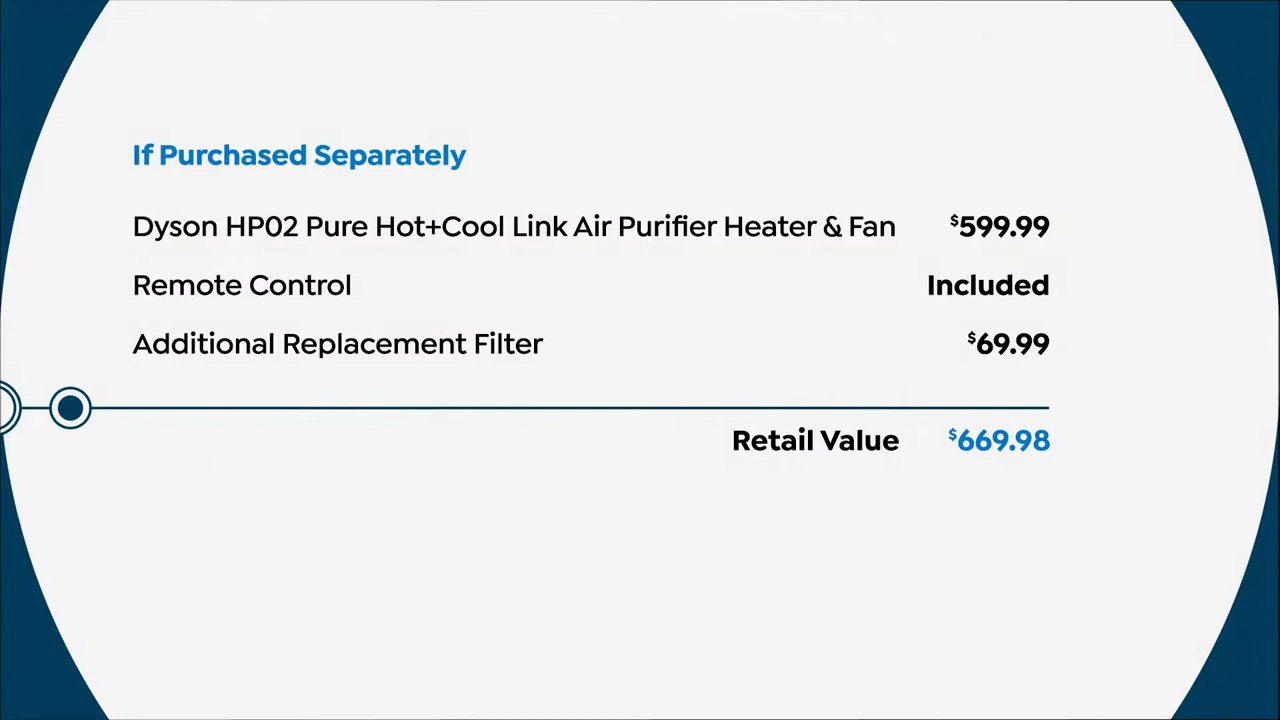 If Purchased Separately
Dyson HP02 Pure Hot+Cool Link Air Purifier Heater & Fan $599.99
Remote Control Included
Additional Replacement Filter $69.99
Retail Value $669.98